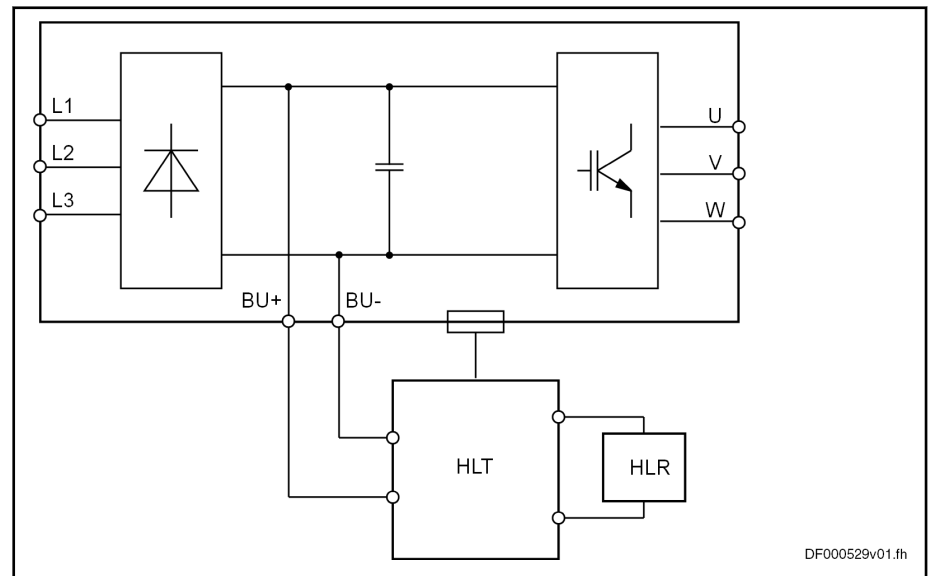 L1
U
L2
V
L3
W
BU+
BU-
HLT
HLR
DF000529v01.fh